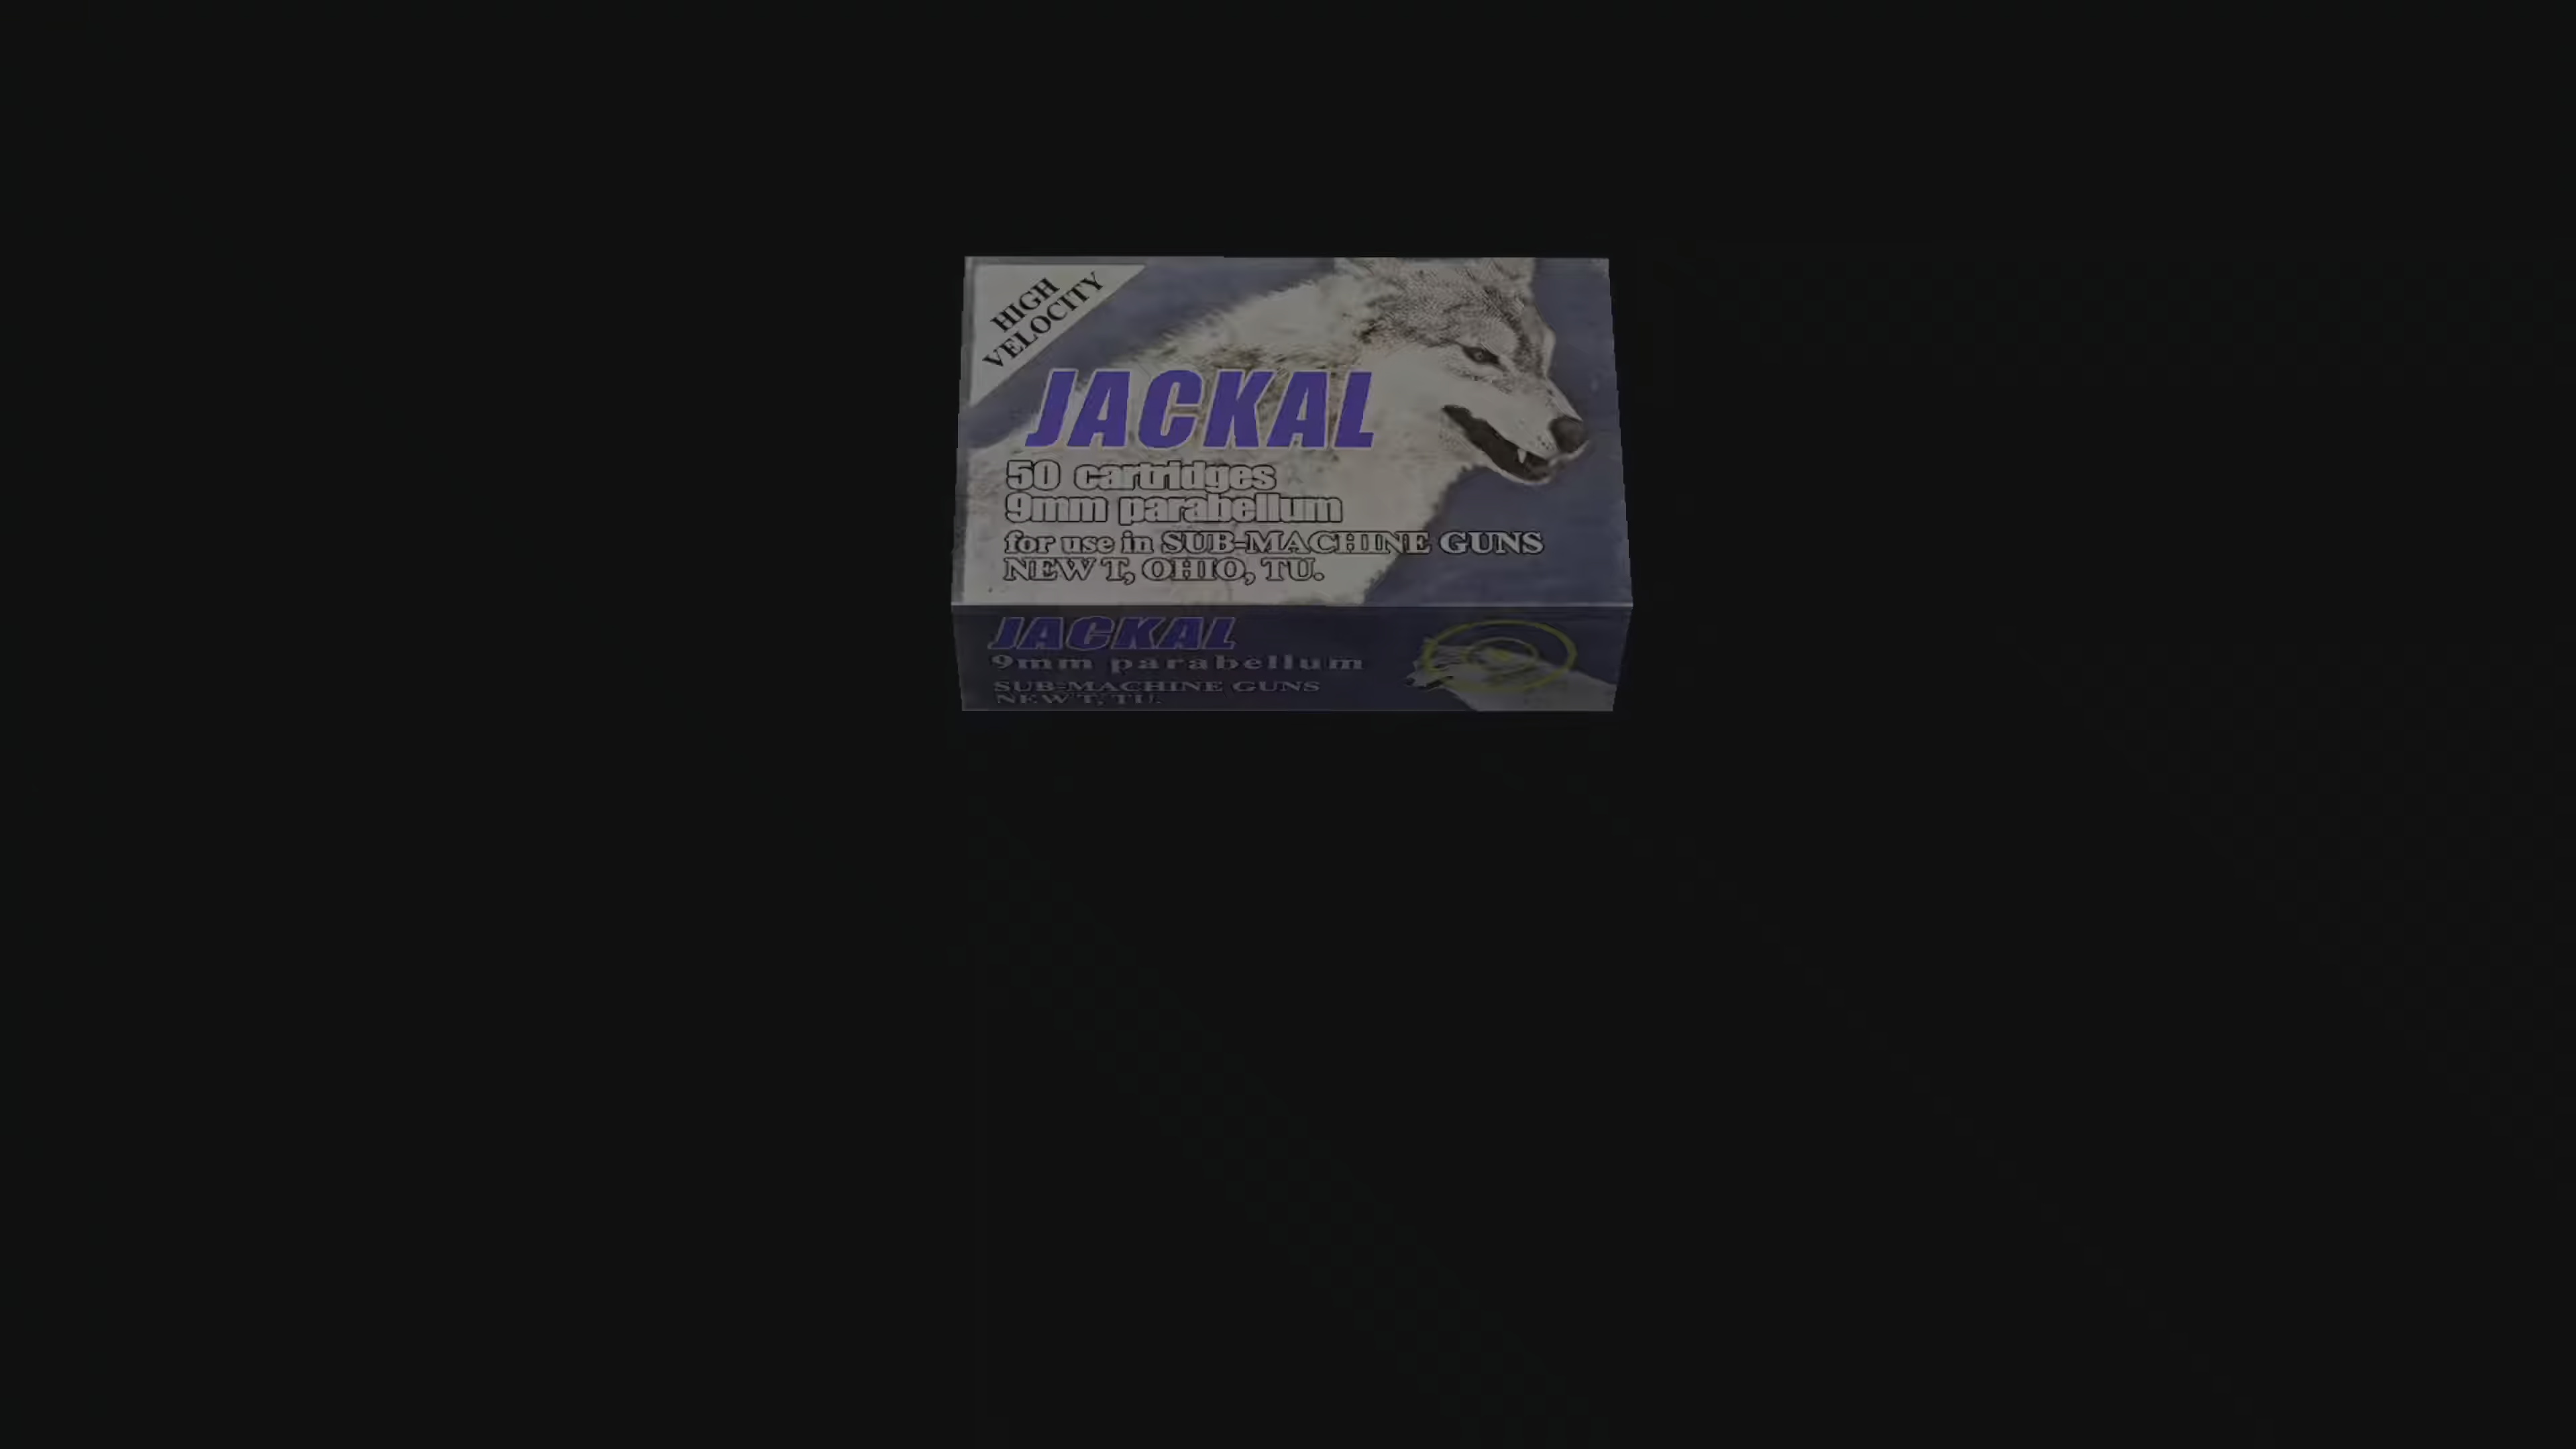 HIGH
VELOCITY
JACKAL
50 cartridges
9mm parabellum
for use in SUB-MACHINE GUNS
NEW T, OHIO, TU.
JACKAL
9mm parabellum
SUB-MACHINE GUNS
NEW T, TU.